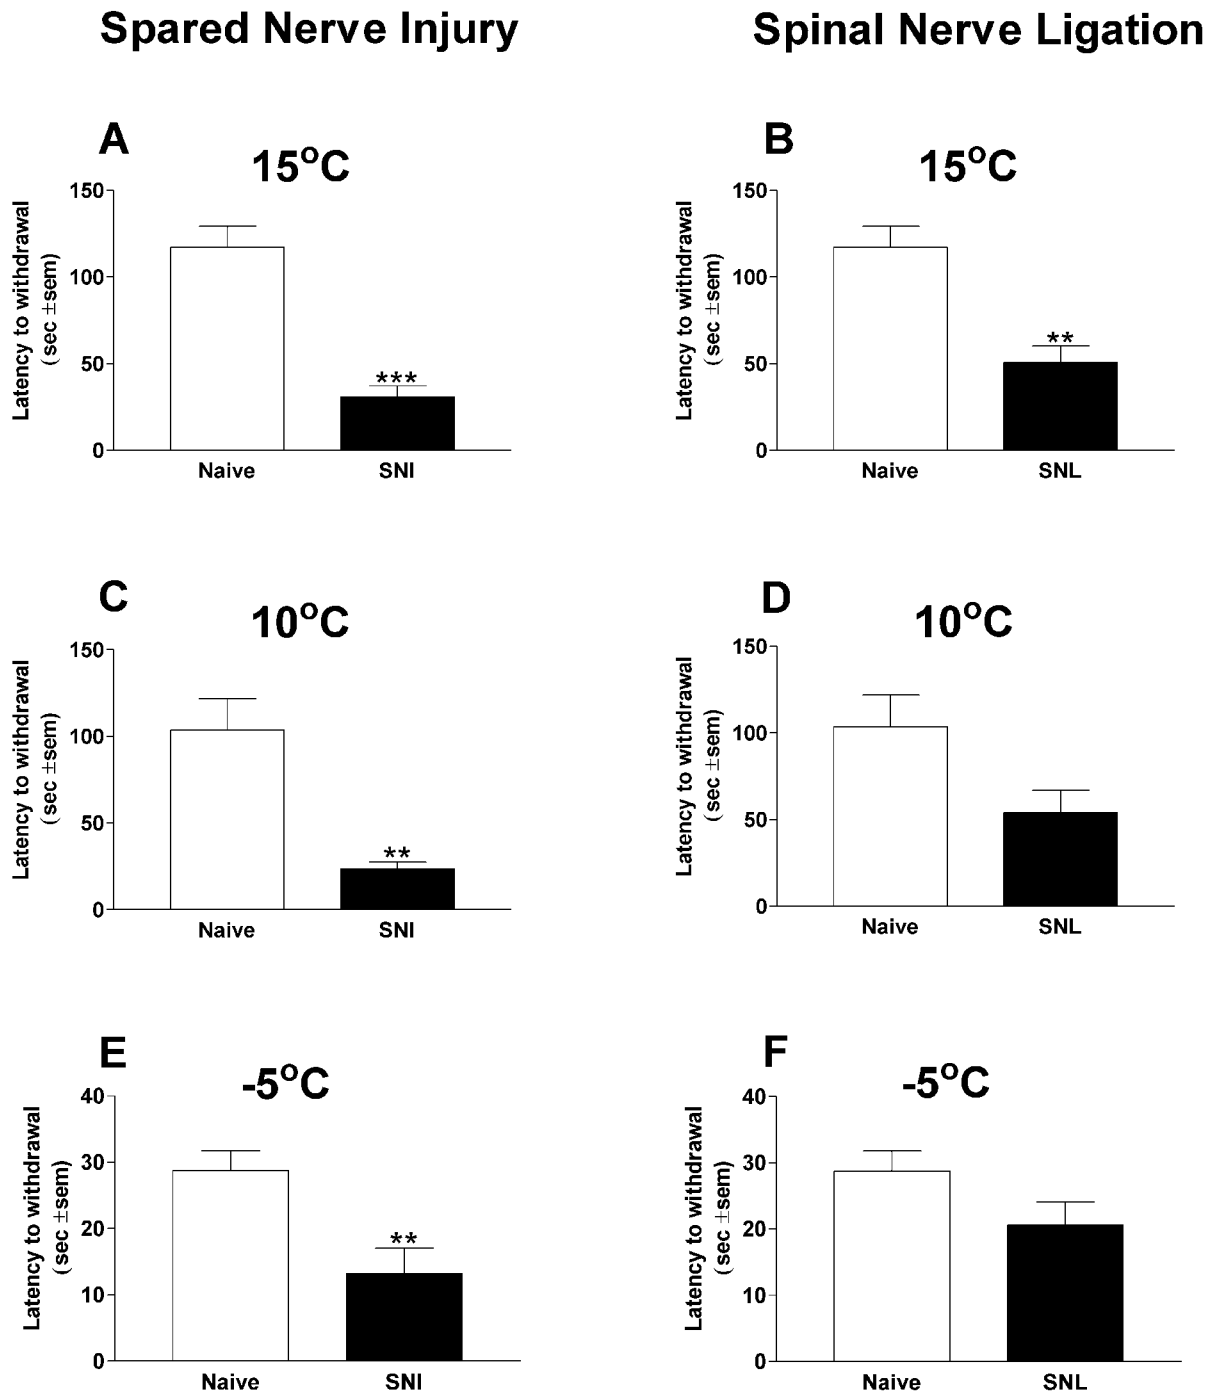 Spared Nerve Injury
Spinal Nerve Ligation
A
15°C
Latency to withdrawal
(sec ±sem)
150
100
50
0
***
Naive
SNI
B
15°C
Latency to withdrawal
(sec ±sem)
150
100
50
0
**
Naive
SNL
C
10°C
Latency to withdrawal
(sec ±sem)
150
100
50
0
**
Naive
SNI
D
10°C
Latency to withdrawal
(sec ±sem)
150
100
50
0
Naive
SNL
E
-5°C
Latency to withdrawal
(sec ±sem)
40
30
20
10
0
**
Naive
SNI
F
-5°C
Latency to withdrawal
(sec ±sem)
40
30
20
10
0
Naive
SNL